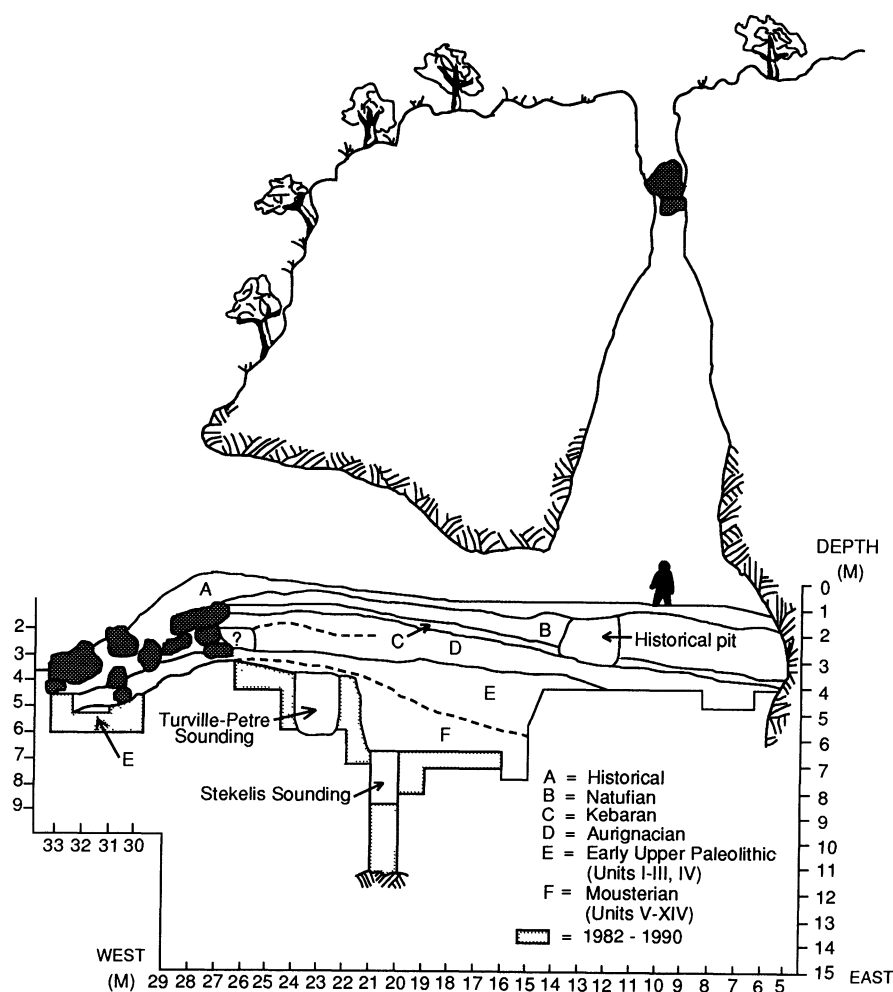 DEPTH
(M)
A
0
1
2
3
4
5
6
7
8
9
10
11
12
13
14
15
2
3
4
5
6
7
8
9
?
C
D
B
Historical pit
E
F
Turville-Petre
Sounding
E
Stekelis Sounding
A = Historical
B = Natufian
C = Kebaran
D = Aurignacian
E = Early Upper Paleolithic
(Units I-III, IV)
F = Mousterian
(Units V-XIV)
= 1982 - 1990
33 32 31 30
WEST
(M)
29 28 27 26 25 24 23 22 21 20 19 18 17 16 15 14 13 12 11 10 9 8 7 6 5
EAST